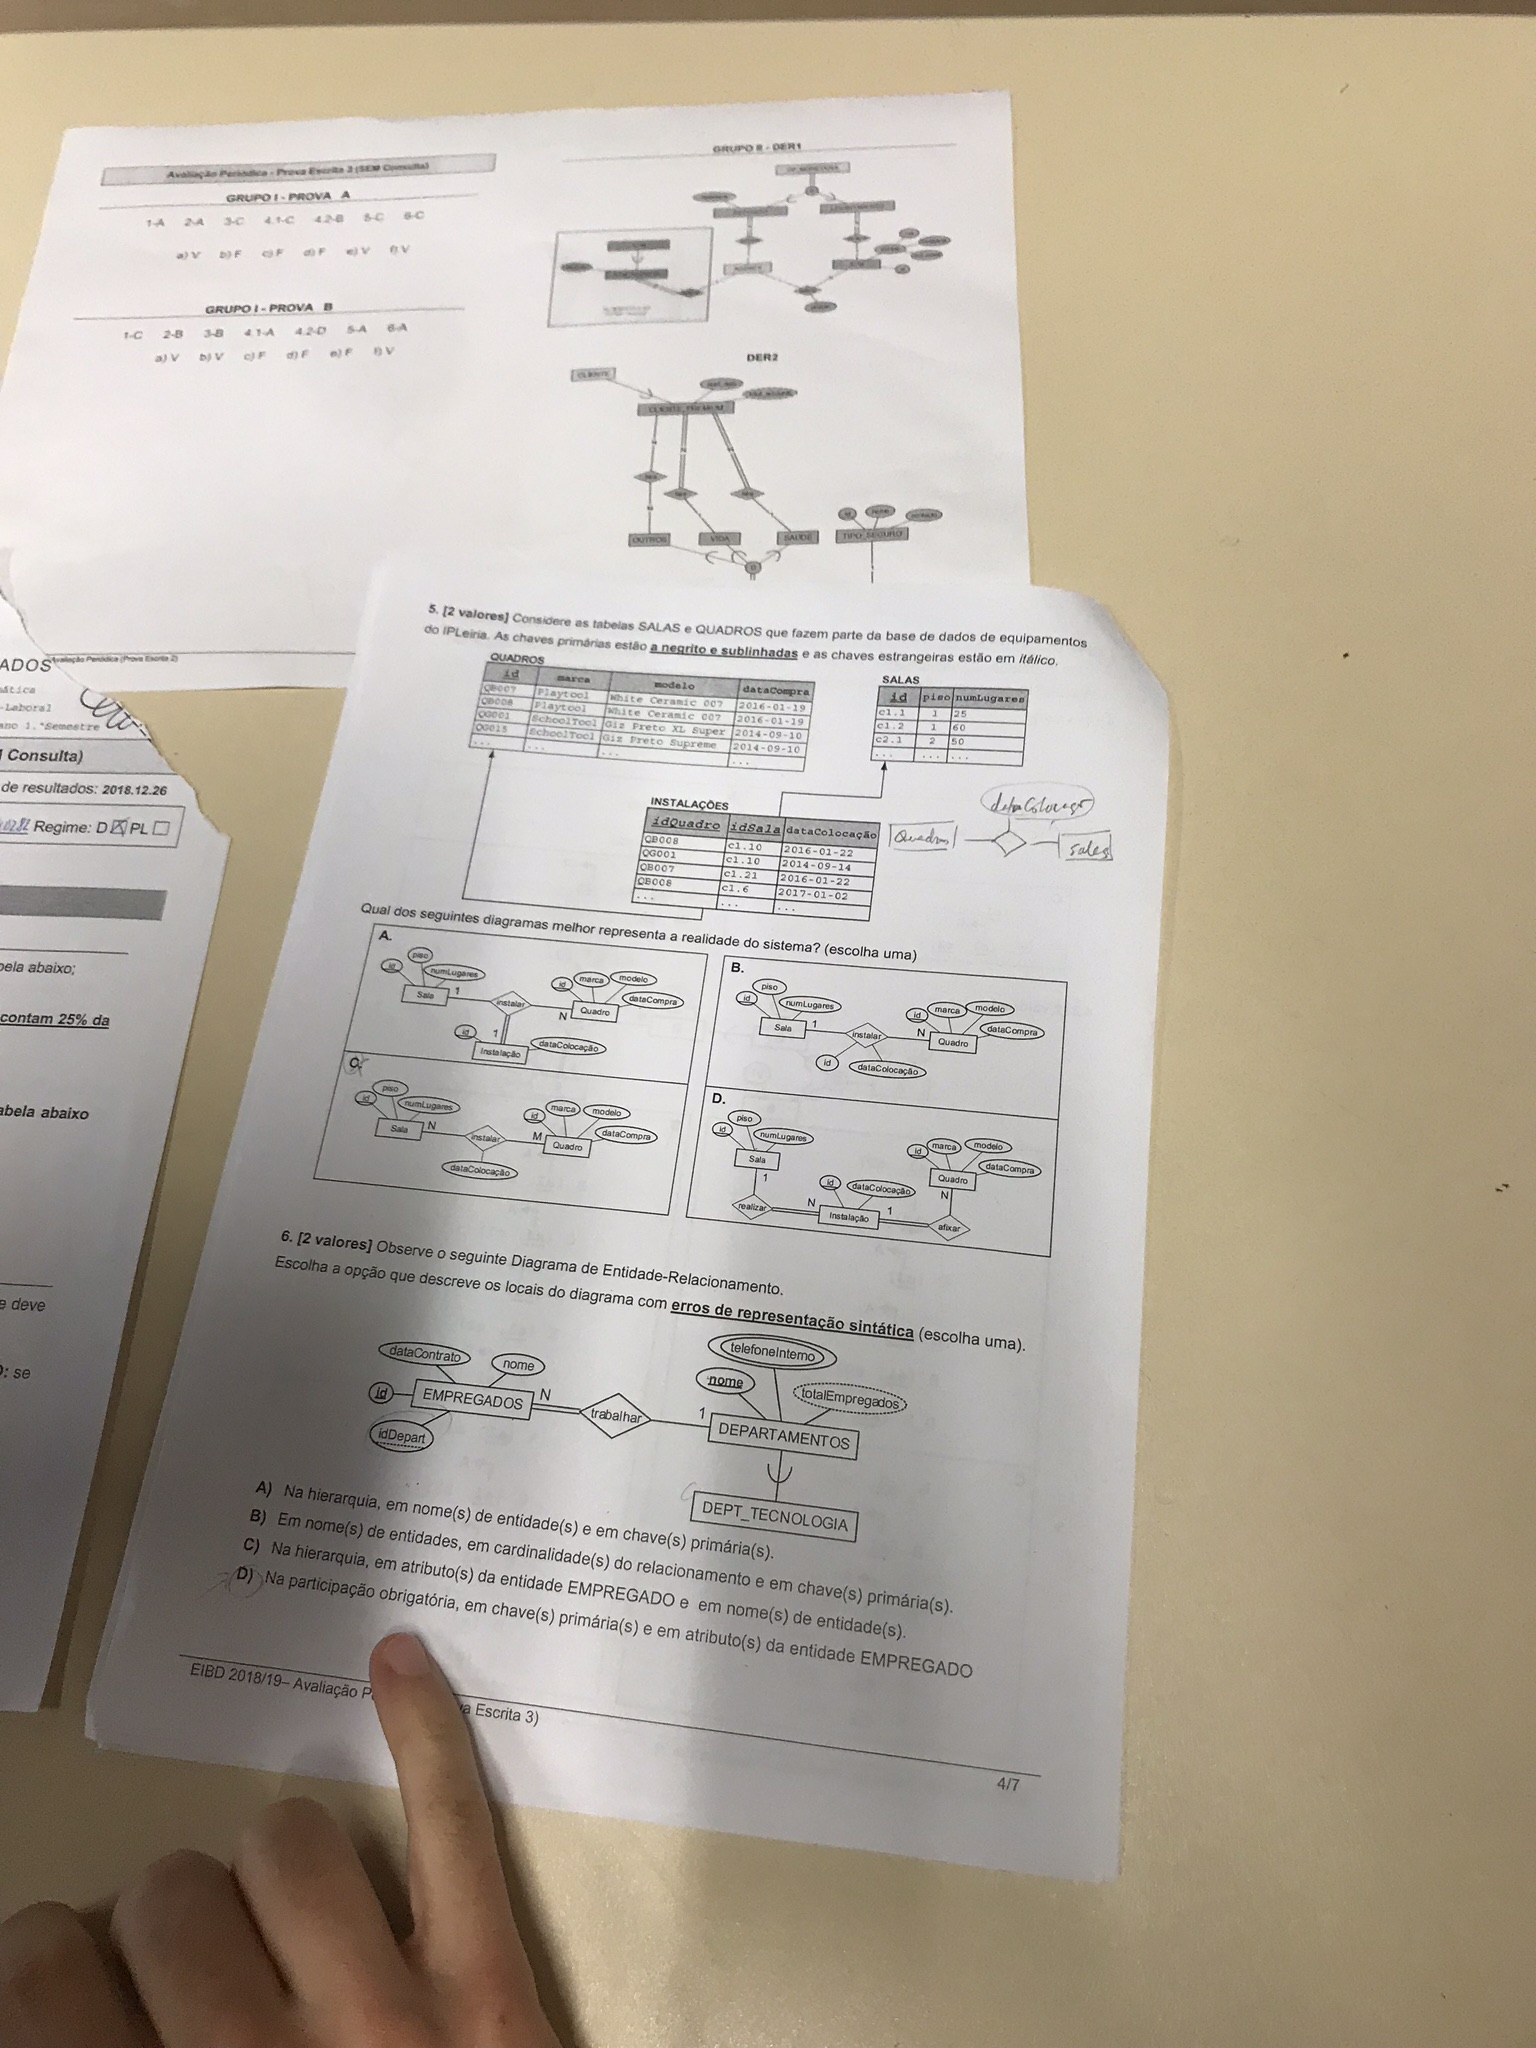 Avaliação Periódica - Prova Escrita 3 (SEM Consulta)
GRUPO I - PROVA A
1-A 2-A 3-C 4.1-C 4.2-B 5-C 6-C
a) V b) F c) F d) F e) V f) V
GRUPO I - PROVA B
1-C 2-B 3-B 4.1-A 4.2-D 5-A 6-A
a) V b) V c) F d) F e) F f) V
GRUPO II - DER1
DER2
CLIENTE
CLIENTE_PREMIUM
OUTROS
VIDA
SAUDE
id
nome
TIPO_SEGURO
Avaliação Periódica (Prova Escrita 2)
ADOS
-Laboral
ano 1.ºSemestre
Consulta)
de resultados: 2018.12.26
Regime: D PL
pela abaixo;
contam 25% da
abela abaixo
e deve
: se
5. [2 valores] Considere as tabelas SALAS e QUADROS que fazem parte da base de dados de equipamentos
do IPLeiria. As chaves primárias estão a negrito e sublinhadas e as chaves estrangeiras estão em itálico.
QUADROS
id marca modelo dataCompra
QB007 Playtool White Ceramic 007 2016-01-19
QB008 Playtool White Ceramic 007 2016-01-19
QG001 SchoolTool Giz Preto XL Super 2014-09-10
QG015 SchoolTool Giz Preto Supreme 2014-09-10
... ... ... ...
SALAS
id piso numLugares
c1.1 1 25
c1.2 1 60
c2.1 2 50
... ... ...
INSTALAÇÕES
idQuadro idSala dataColocação
QB008 c1.10 2016-01-22
QG001 c1.10 2014-09-14
QB007 c1.21 2016-01-22
QB008 c1.6 2017-01-02
... ... ...
dataColocação
Quadros
Salas
Qual dos seguintes diagramas melhor representa a realidade do sistema? (escolha uma)
A.
piso
id
numLugares
Sala
1
instalar
N
id
marca
modelo
dataCompra
Quadro
1
id
dataColocação
Instalação
B.
piso
id
numLugares
Sala
1
instalar
N
id
marca
modelo
dataCompra
Quadro
id
dataColocação
C.
piso
id
numLugares
Sala
N
instalar
M
id
marca
modelo
dataCompra
Quadro
dataColocação
D.
piso
id
numLugares
Sala
1
realizar
N
id
dataColocação
Instalação
1
afixar
N
id
marca
modelo
dataCompra
Quadro
6. [2 valores] Observe o seguinte Diagrama de Entidade-Relacionamento.
Escolha a opção que descreve os locais do diagrama com erros de representação sintática (escolha uma).
dataContrato
nome
id
EMPREGADOS
idDepart
N
trabalhar
1
telefoneInterno
nome
totalEmpregados
DEPARTAMENTOS
DEPT_TECNOLOGIA
A) Na hierarquia, em nome(s) de entidade(s) e em chave(s) primária(s).
B) Em nome(s) de entidades, em cardinalidade(s) do relacionamento e em chave(s) primária(s).
C) Na hierarquia, em atributo(s) da entidade EMPREGADO e em nome(s) de entidade(s).
D) Na participação obrigatória, em chave(s) primária(s) e em atributo(s) da entidade EMPREGADO
EIBD 2018/19– Avaliação P a Escrita 3)
4/7